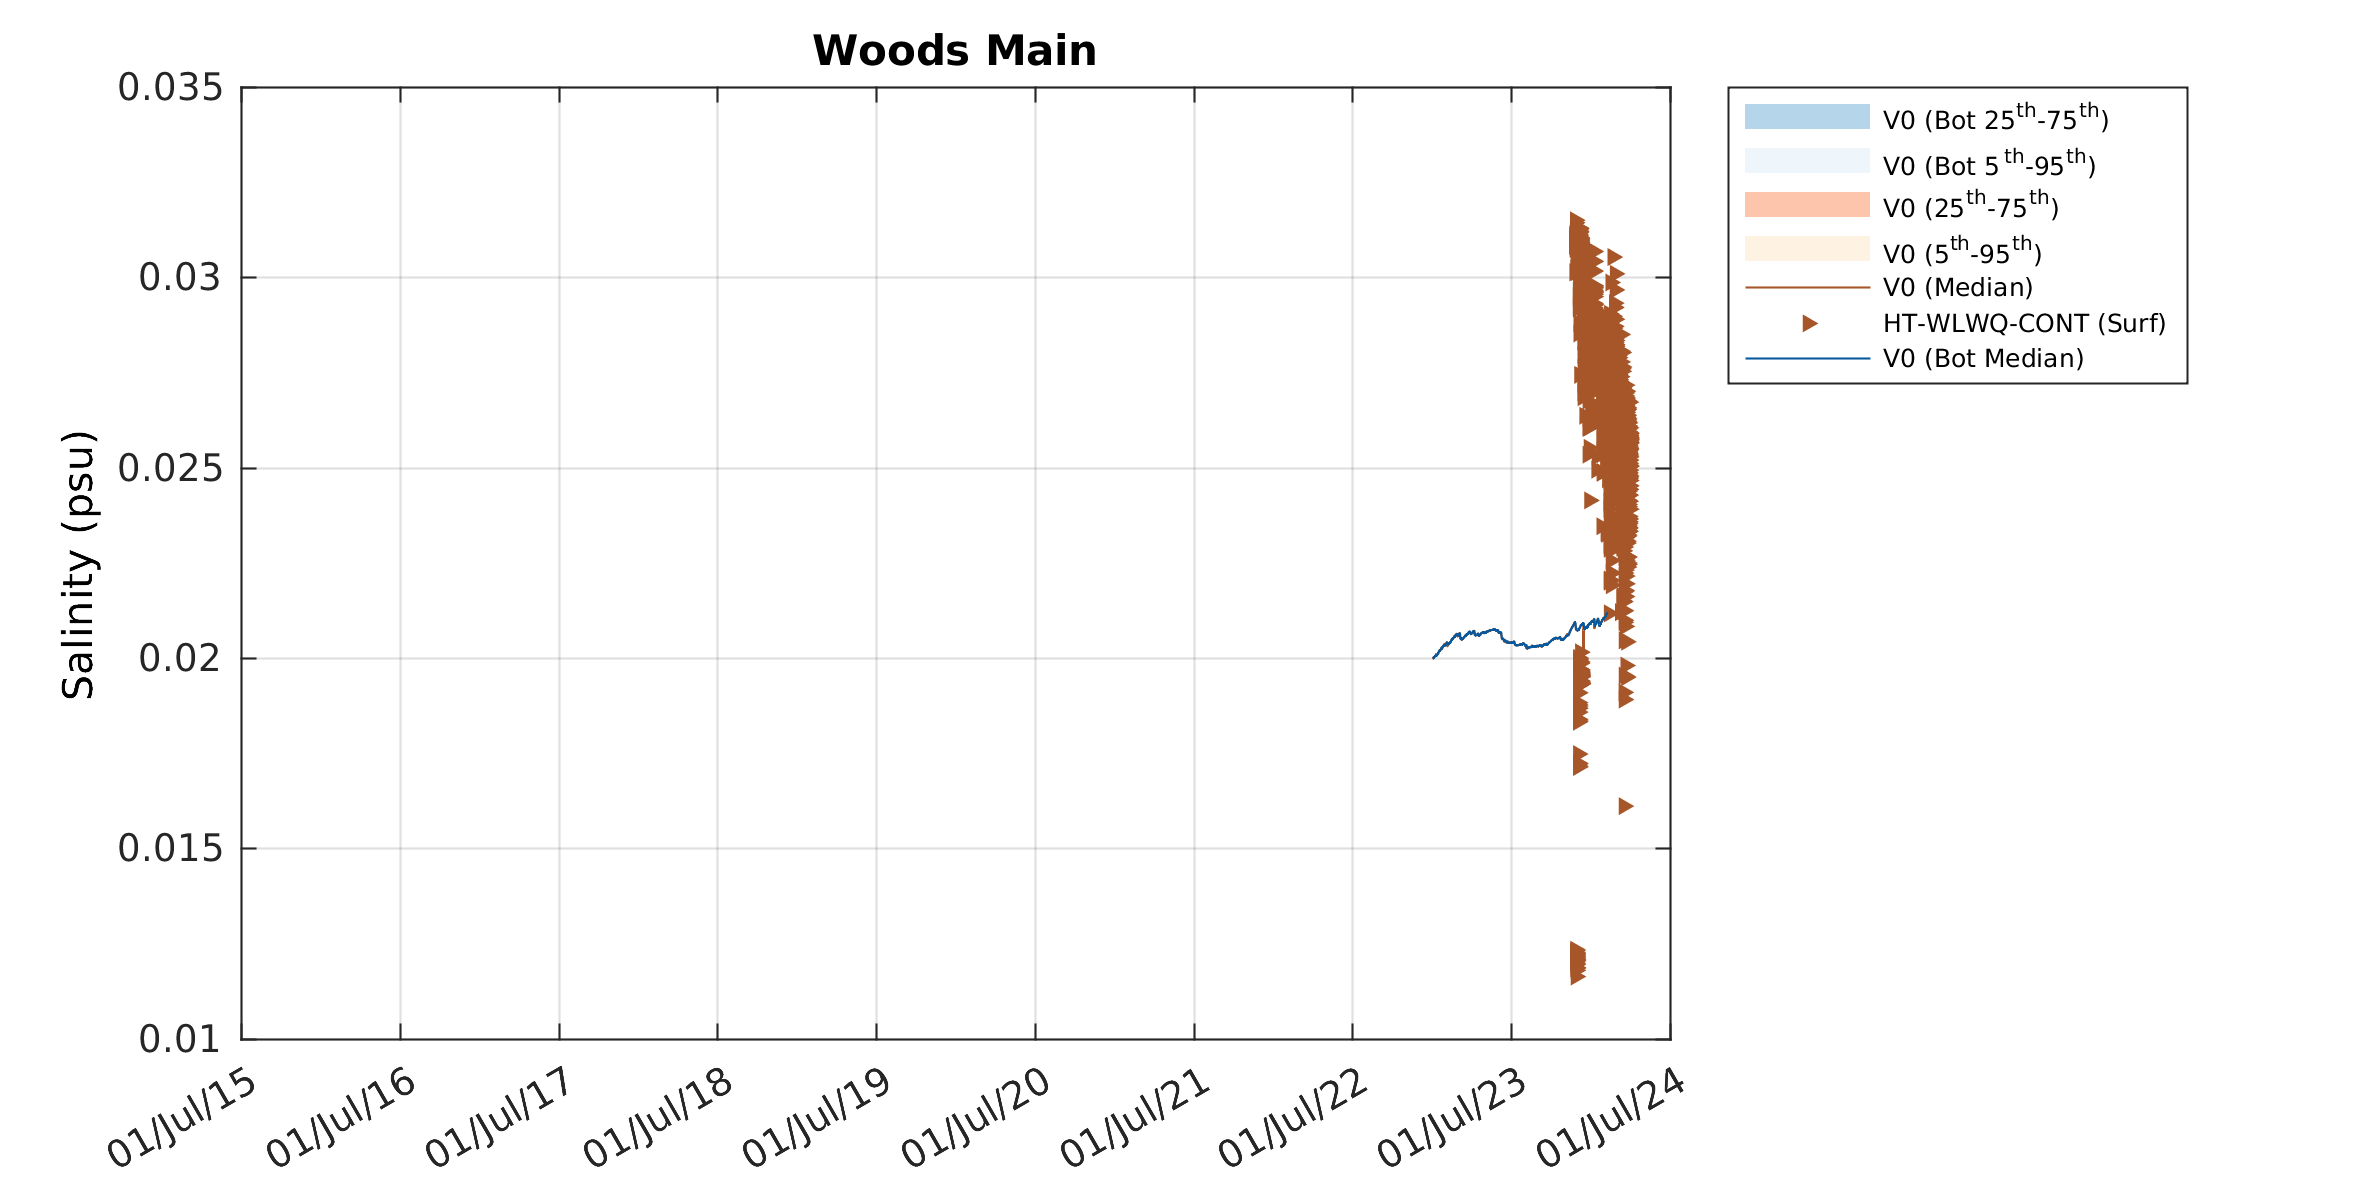 Woods Main
0.035
0.03
0.025
0.02
0.015
0.01
Salinity (psu)
01/Jul/15
01/Jul/16
01/Jul/17
01/Jul/18
01/Jul/19
01/Jul/20
01/Jul/21
01/Jul/22
01/Jul/23
01/Jul/24
V0 (Bot 25th-75th)
V0 (Bot 5th-95th)
V0 (25th-75th)
V0 (5th-95th)
V0 (Median)
HT-WLWQ-CONT (Surf)
V0 (Bot Median)